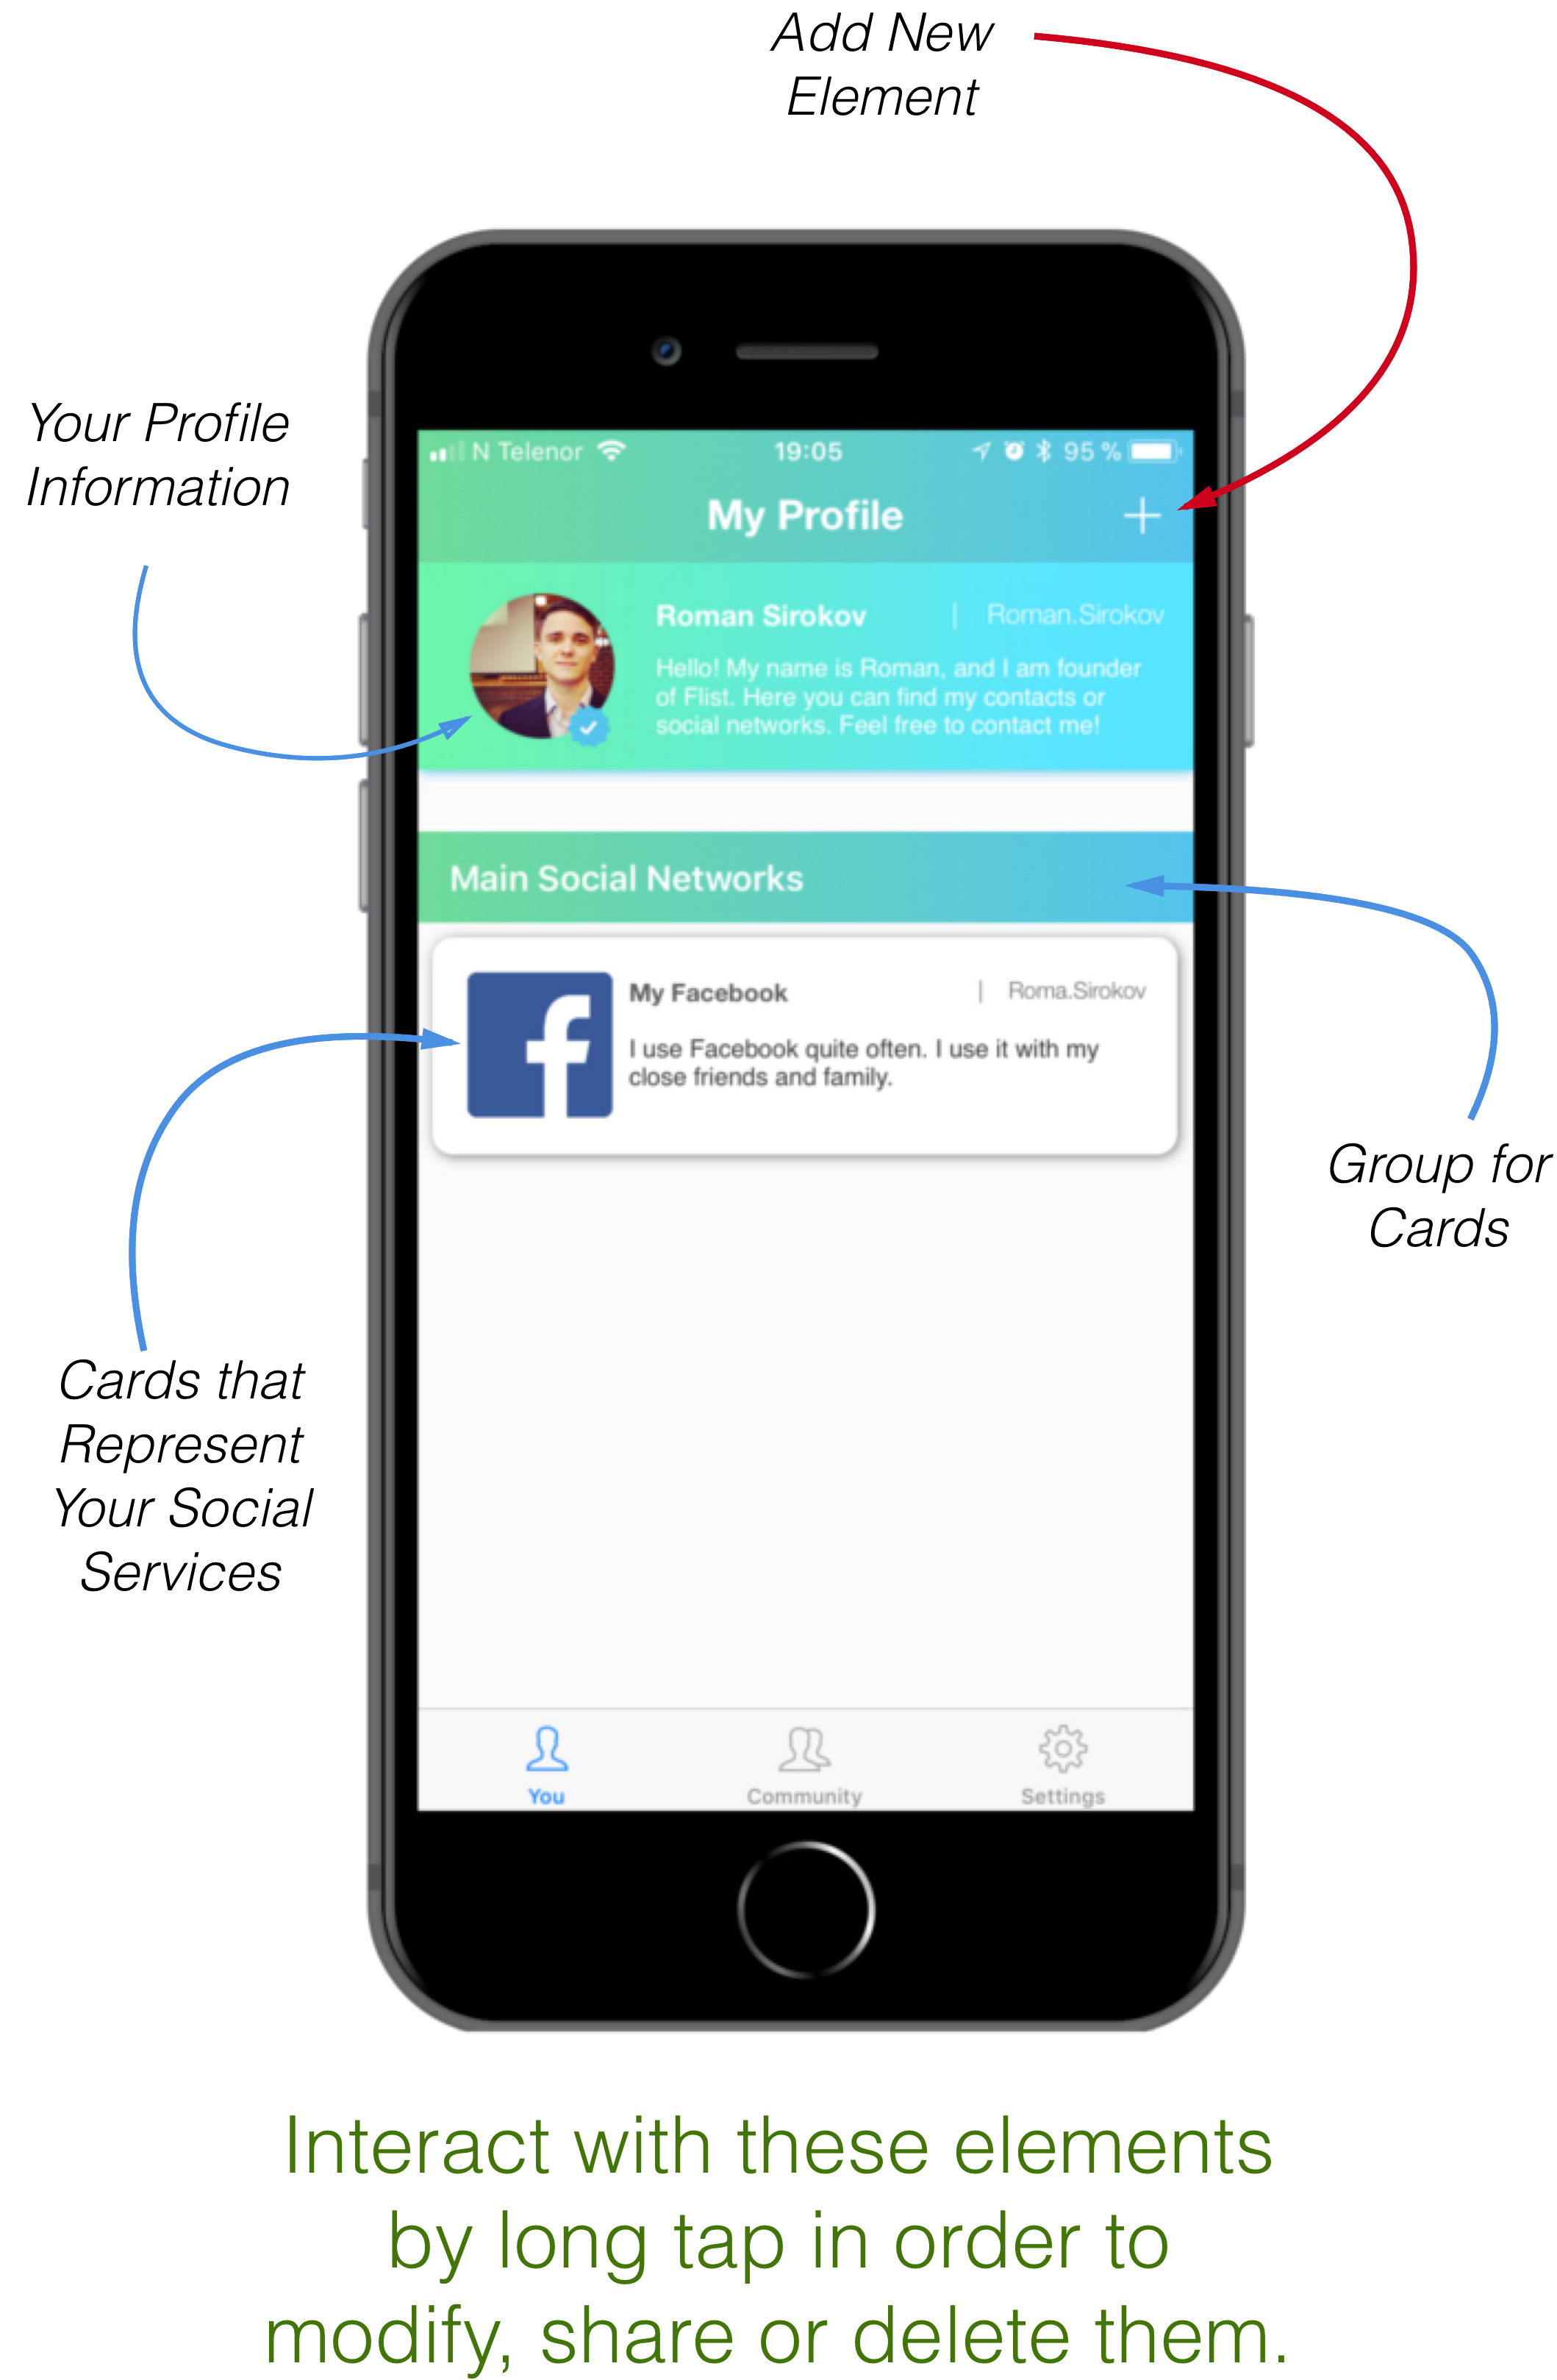 Add New
Element
Your Profile
Information
N Telenor 19:05 95 %
My Profile
Roman Sirokov | Roman.Sirokov
Hello! My name is Roman, and I am founder
of Flist. Here you can find my contacts or
social networks. Feel free to contact me!
Main Social Networks
My Facebook | Roma.Sirokov
I use Facebook quite often. I use it with my
close friends and family.
Group for
Cards
Cards that
Represent
Your Social
Services
You Community Settings
Interact with these elements
by long tap in order to
modify, share or delete them.